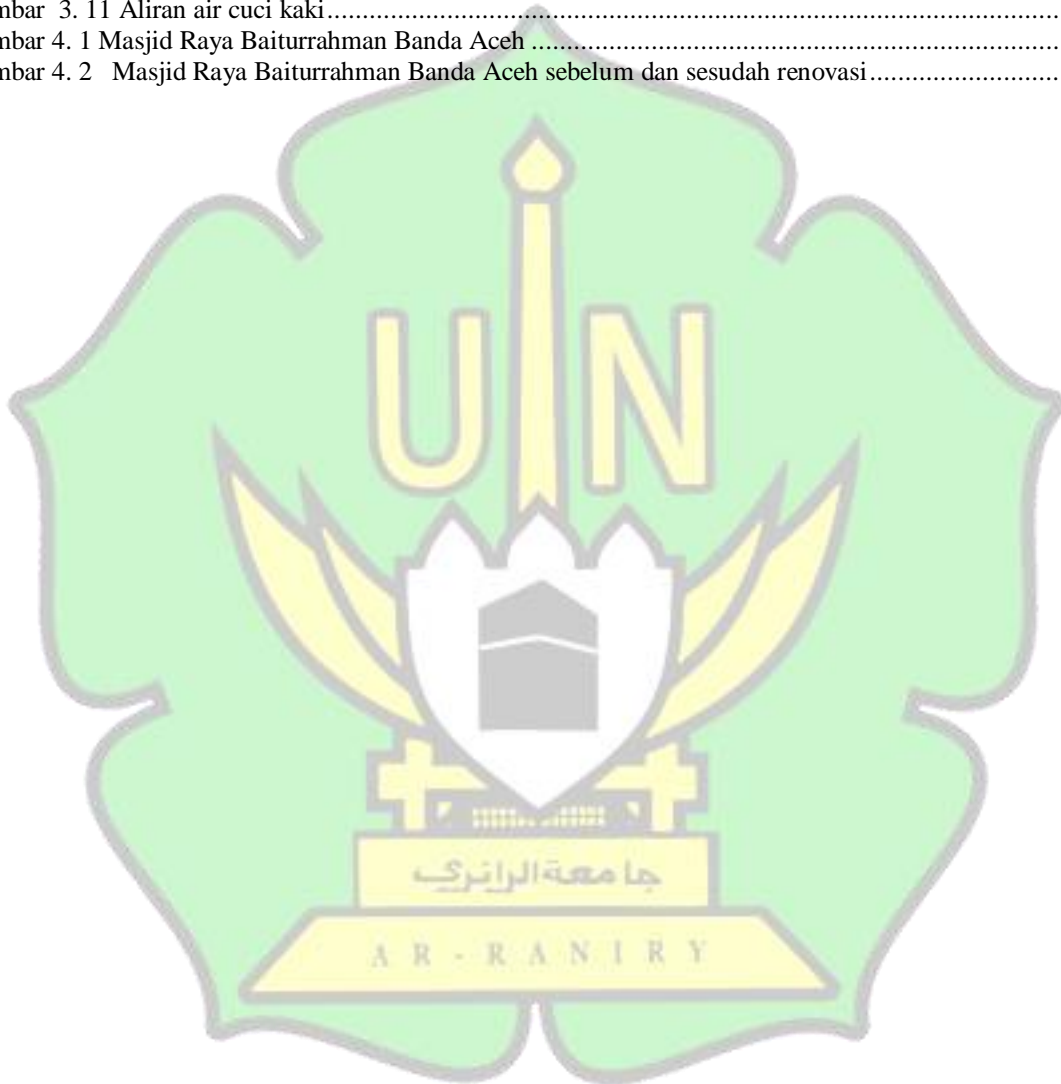 mbar  3. 11 Aliran air cuci kaki...............................................................................................................
mbar 4. 1 Masjid Raya Baiturrahman Banda Aceh ................................................................................
mbar 4. 2   Masjid Raya Baiturrahman Banda Aceh sebelum dan sesudah renovasi.............................
UIN
جامعة الرانري
AR-RANIRY